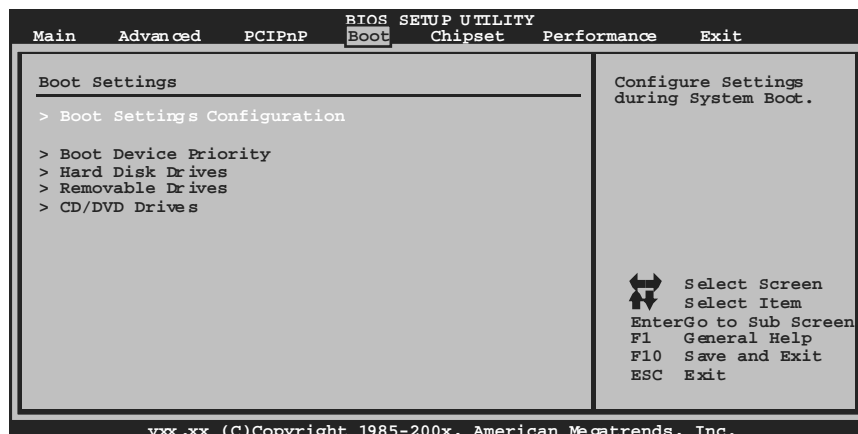 BIOS SETUP UTILITY
Main Advanced PCIPnP Boot Chipset Performance Exit
Boot Settings
> Boot Settings Configuration
> Boot Device Priority
> Hard Disk Drives
> Removable Drives
> CD/DVD Drives
Configure Settings
during System Boot.
Select Screen
Select Item
Enter Go to Sub Screen
F1 General Help
F10 Save and Exit
ESC Exit
vxx.xx (C)Copyright 1985-200x, American Megatrends, Inc.